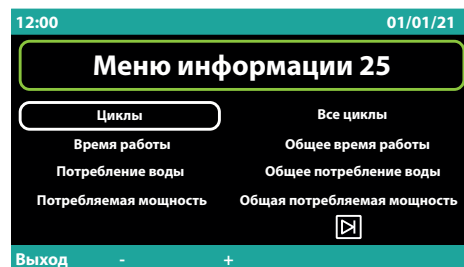 12:00 01/01/21
Меню информации 25
Циклы Все циклы
Время работы Общее время работы
Потребление воды Общее потребление воды
Потребляемая мощность Общая потребляемая мощность
Выход - +